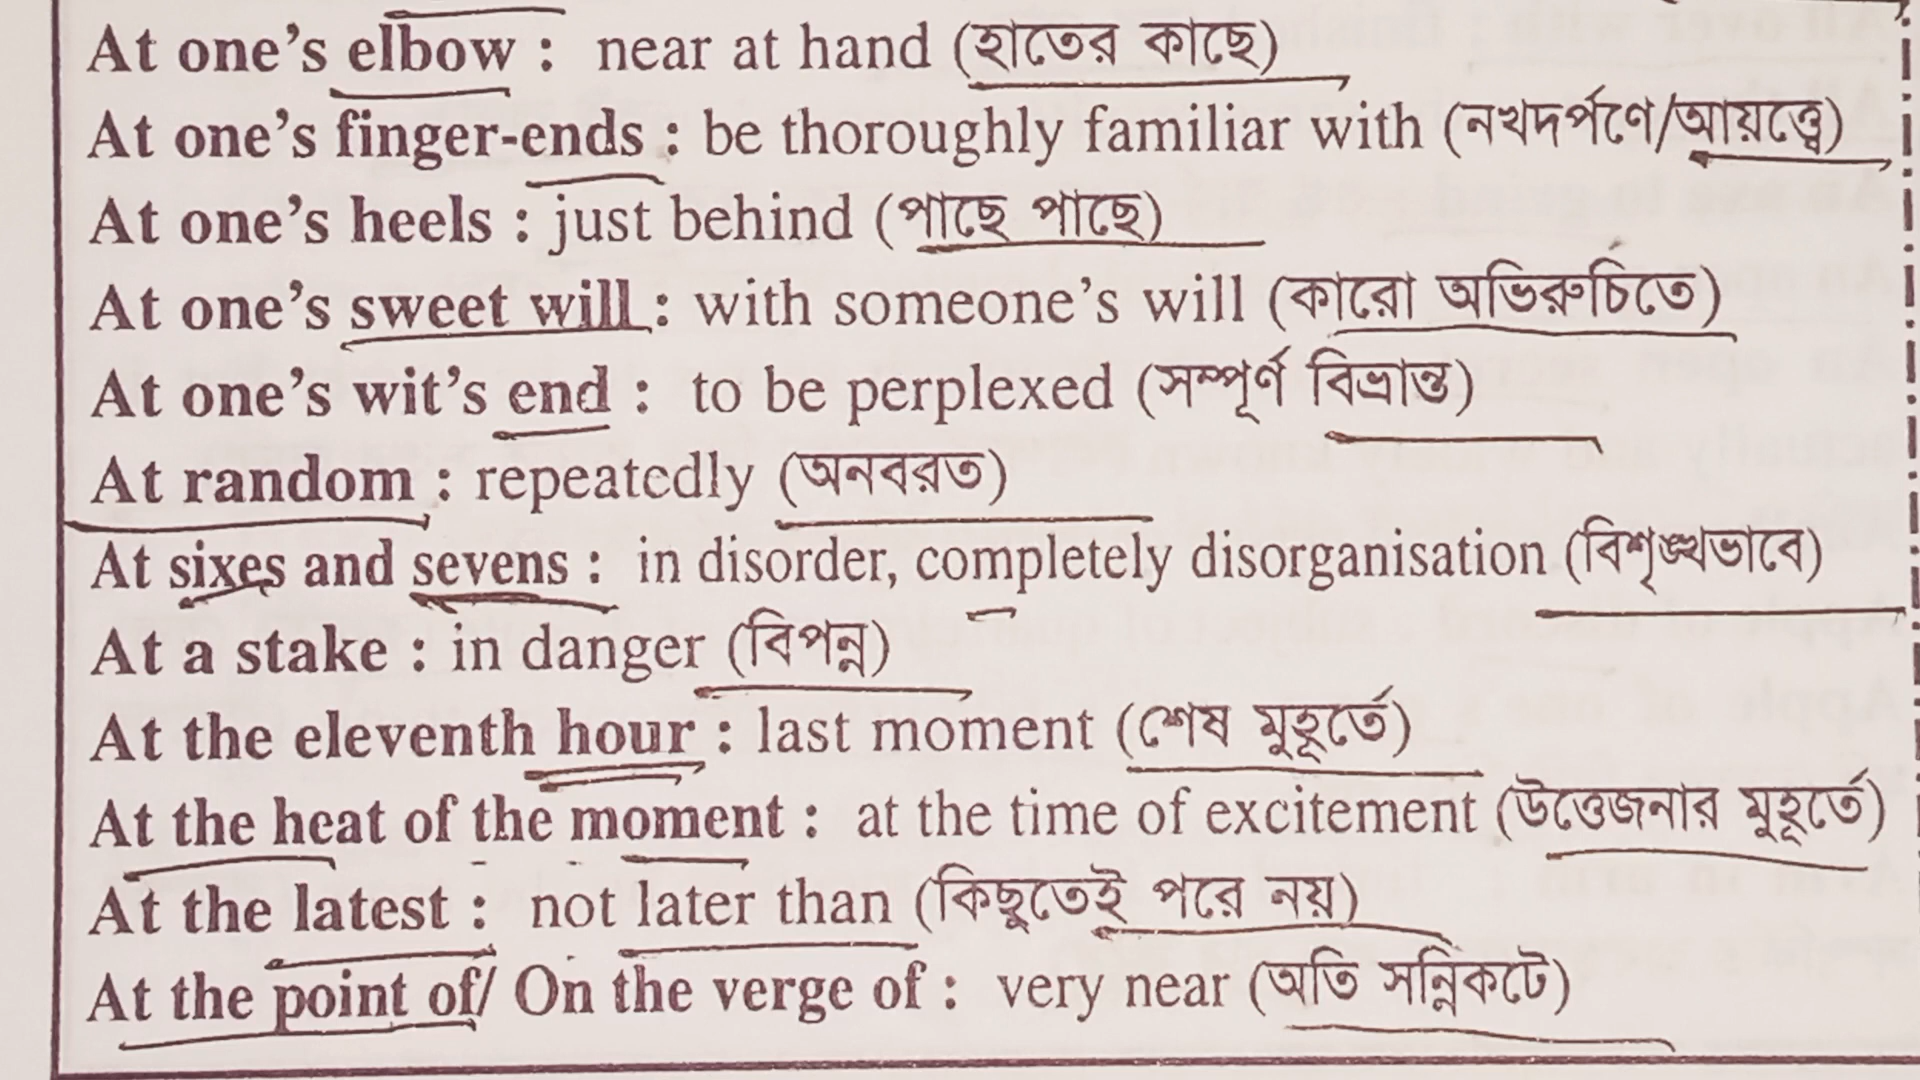 At one's elbow : near at hand (হাতের কাছে)
At one's finger-ends : be thoroughly familiar with (নখদর্পণে/আয়ত্ত্বে)
At one's heels : just behind (পাছে পাছে)
At one's sweet will : with someone's will (কারো অভিরুচিতে)
At one's wit's end : to be perplexed (সম্পূর্ণ বিভ্রান্ত)
At random : repeatedly (অনবরত)
At sixes and sevens : in disorder, completely disorganisation (বিশৃঙ্খভাবে)
At a stake : in danger (বিপন্ন)
At the eleventh hour : last moment (শেষ মুহূর্তে)
At the heat of the moment : at the time of excitement (উত্তেজনার মুহূর্তে)
At the latest : not later than (কিছুতেই পরে নয়)
At the point of/ On the verge of : very near (অতি সন্নিকটে)